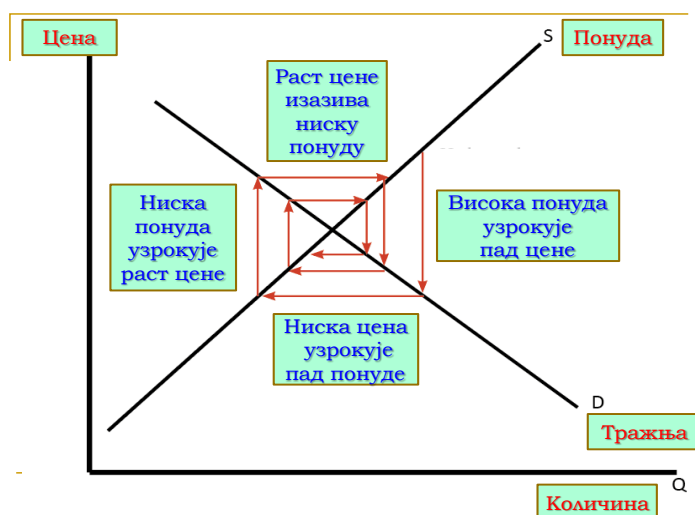 Цена
S
Понуда
Раст цене
изазива
ниску
понуду
Ниска
понуда
узрокује
раст цене
Висока понуда
узрокује
пад цене
Ниска цена
узрокује
пад понуде
D
Тражња
Q
Количина